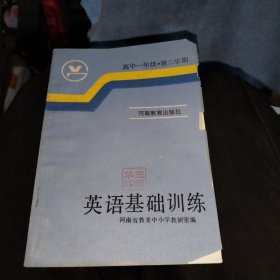 高中一年级·第二学期
河南教育出版社
英语基础训练
河南省教委中小学教研室编